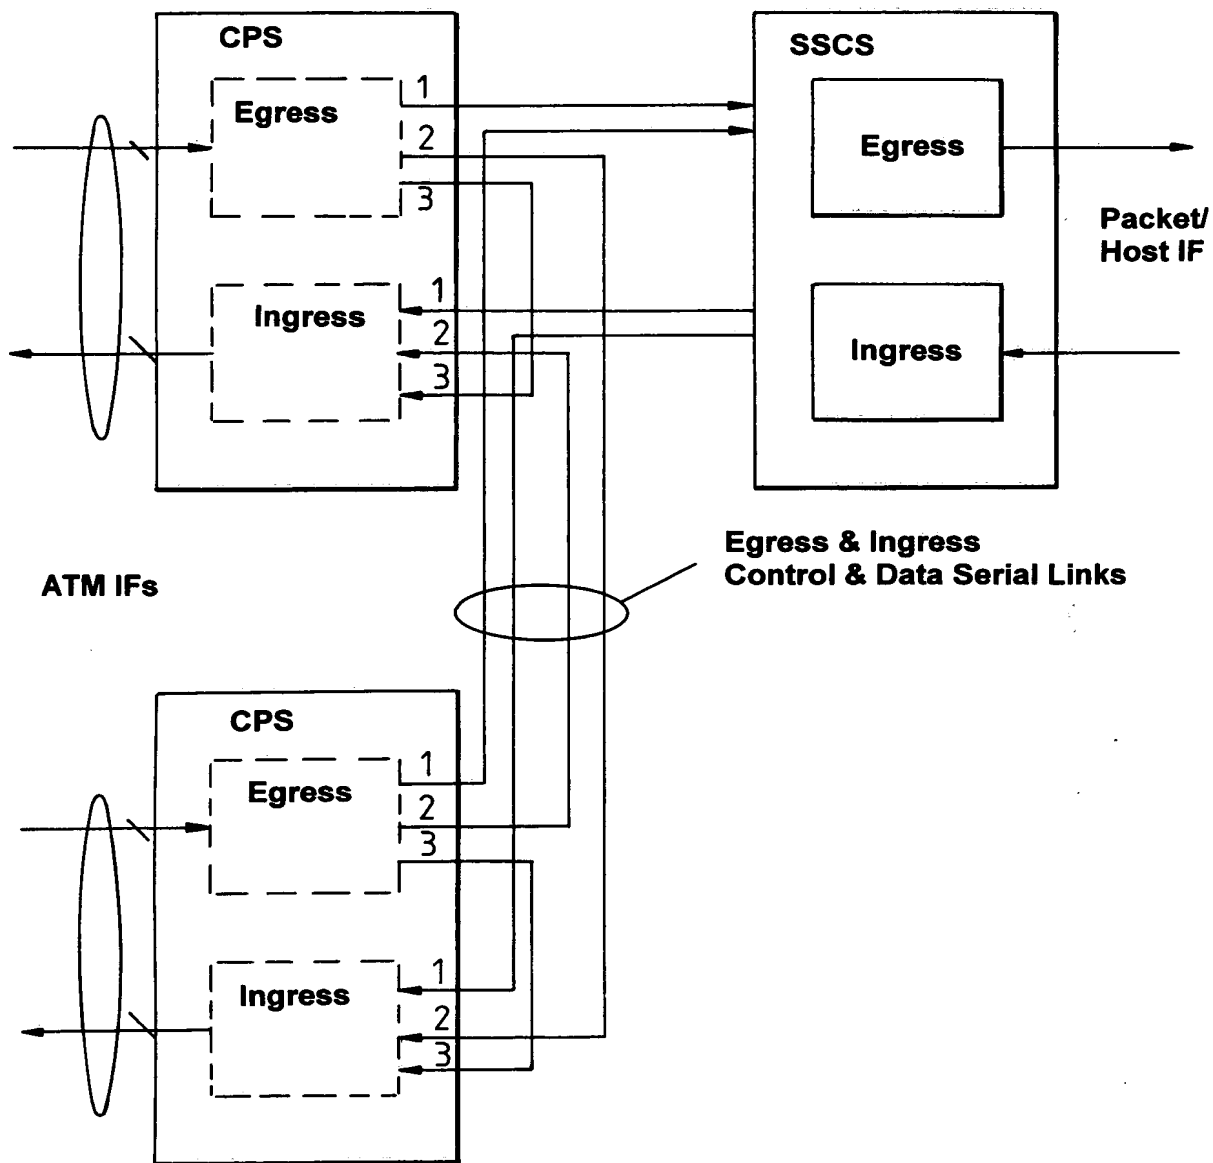 CPS
Egress
1
2
3
Ingress
1
2
3
SSCS
Egress
Ingress
Packet/
Host IF
Egress & Ingress
Control & Data Serial Links
ATM IFs
CPS
Egress
1
2
3
Ingress
1
2
3